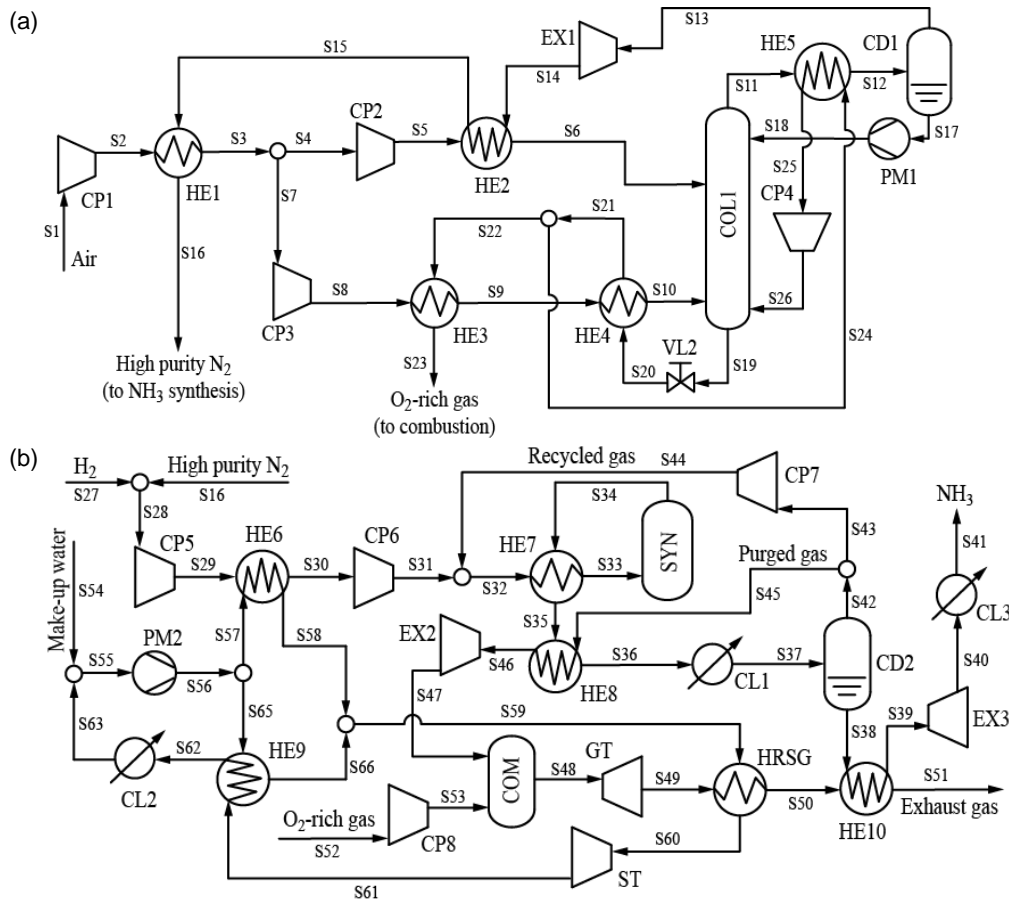 (a)
S13
EX1
HE5
CD1
S15
S14
S11
S12
CP2
S2
S3
S4
S5
S6
S18
S17
HE1
HE2
S25
PM1
CP1
S7
CP4
S1
S16
S21
COL1
Air
S22
S8
S9
S10
S26
CP3
HE3
HE4
S24
High purity N2
(to NH3 synthesis)
S23
VL2
S20
S19
O2-rich gas
(to combustion)
(b)
H2
High purity N2
Recycled gas
S44
CP7
S27
S16
S34
NH3
S28
HE6
CP6
HE7
SYN
S43
S41
CP5
Purged gas
S29
S30
S31
S32
S33
CL3
Make-up water
S54
S45
S42
S57
S58
EX2
S35
S40
PM2
S46
S36
S37
CD2
S55
S56
S47
HE8
CL1
S39
EX3
S63
S65
S59
S38
S62
HE9
GT
HRSG
CL2
S66
COM
S48
S49
S50
S51
O2-rich gas
S53
Exhaust gas
S52
CP8
S60
HE10
S61
ST